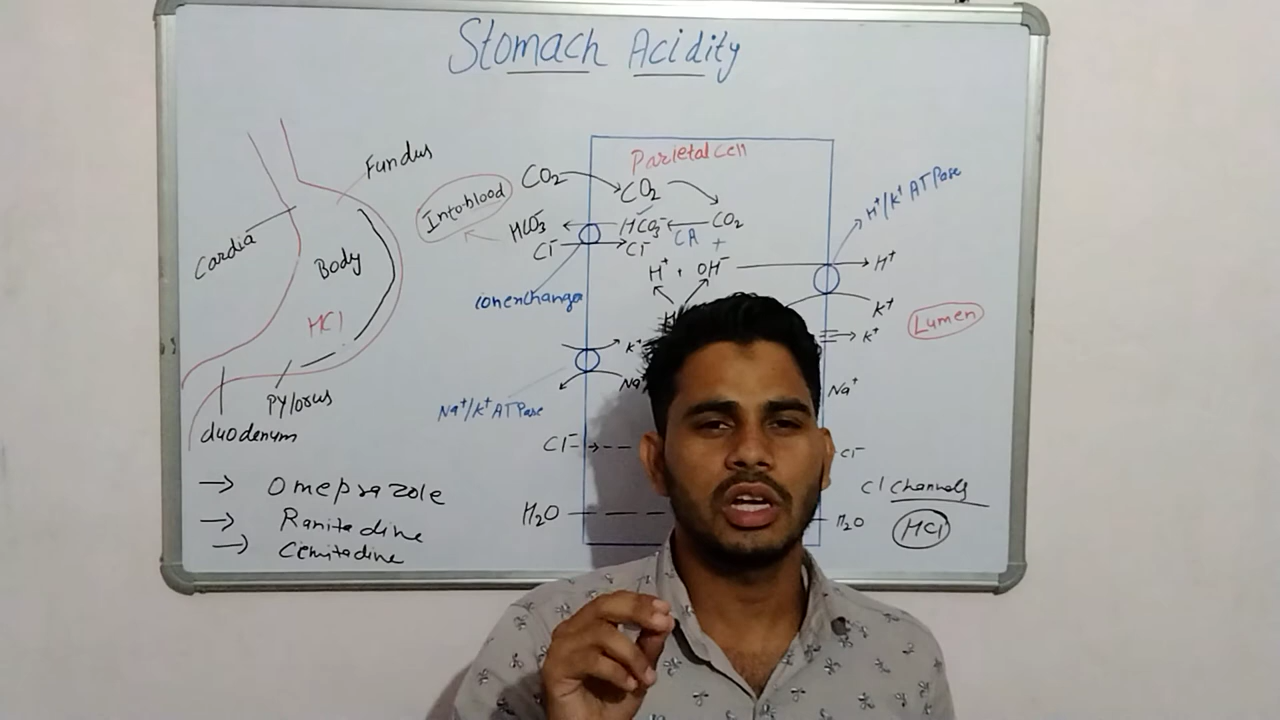 Stomach Acidity
Fundus
Cardia
Body
HCl
Pylorus
duodenum
→ Omeprazole
→ Ranitadine
→ Cemitadine
Into blood
Parietal Cell
CO₂
CO₂
CO₂
HCO₃⁻
HCO₃⁻
CA
+
Cl⁻
Cl⁻
H⁺ + OH⁻
H⁺
H⁺/K⁺ ATPase
ion exchanger
K⁺
K⁺
Lumen
K⁺
Na⁺
Na⁺
Na⁺/K⁺ ATPase
Cl⁻
Cl⁻
Cl Channels
H₂O
H₂O
HCl